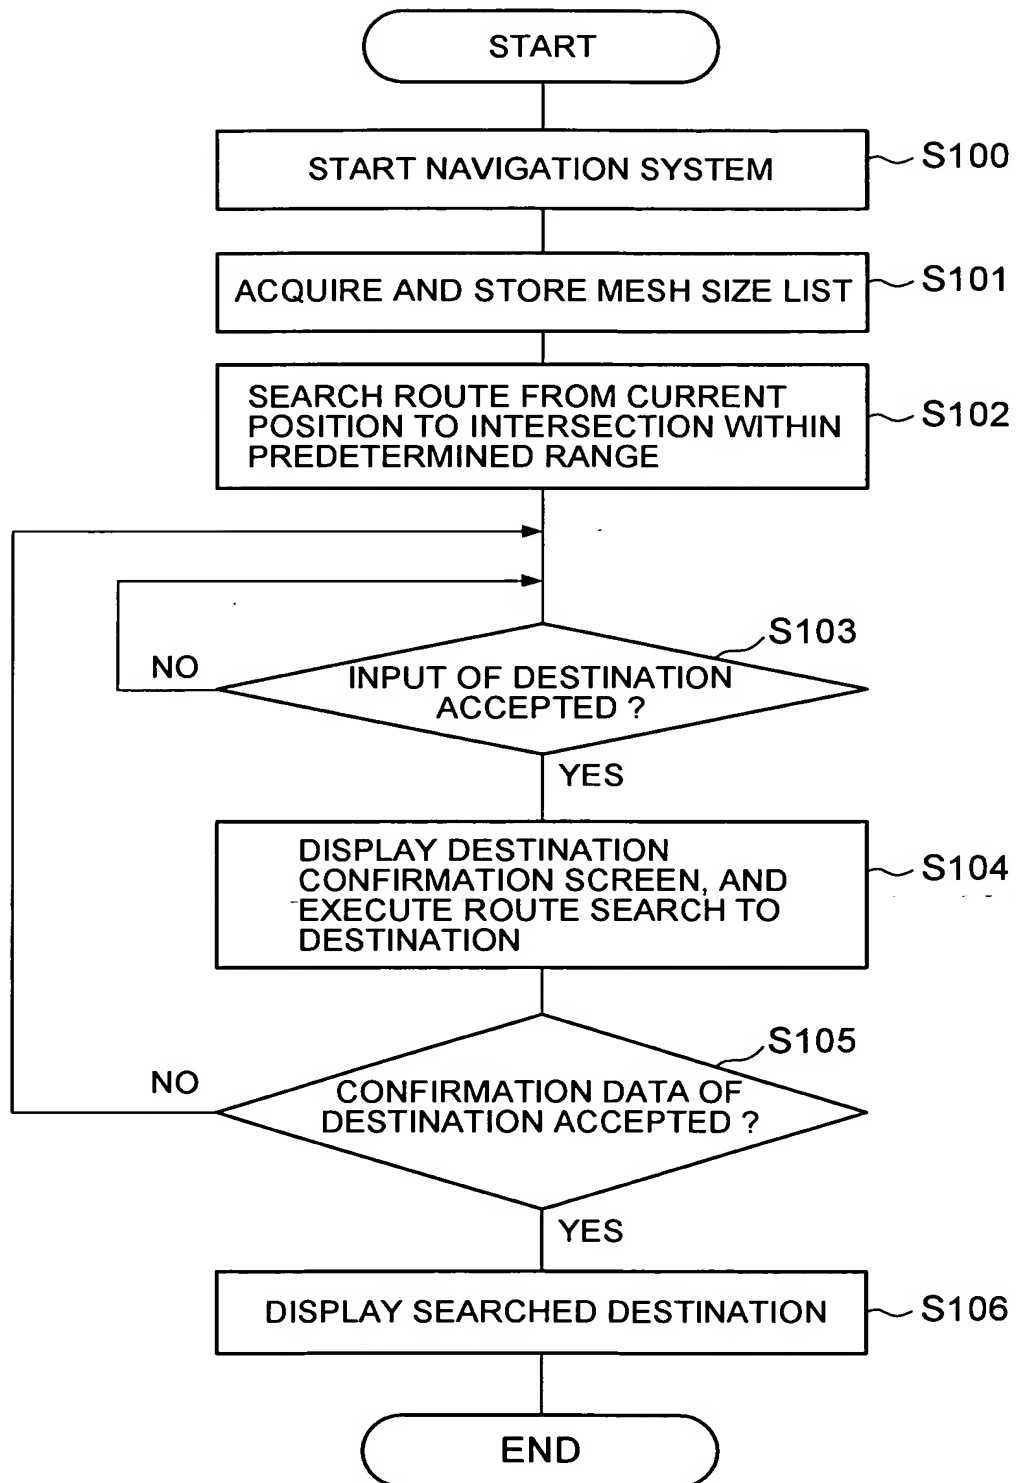 START
START NAVIGATION SYSTEM
S100
ACQUIRE AND STORE MESH SIZE LIST
S101
SEARCH ROUTE FROM CURRENT
POSITION TO INTERSECTION WITHIN
PREDETERMINED RANGE
S102
S103
NO
INPUT OF DESTINATION
ACCEPTED ?
YES
DISPLAY DESTINATION
CONFIRMATION SCREEN, AND
EXECUTE ROUTE SEARCH TO
DESTINATION
S104
S105
NO
CONFIRMATION DATA OF
DESTINATION ACCEPTED ?
YES
DISPLAY SEARCHED DESTINATION
S106
END